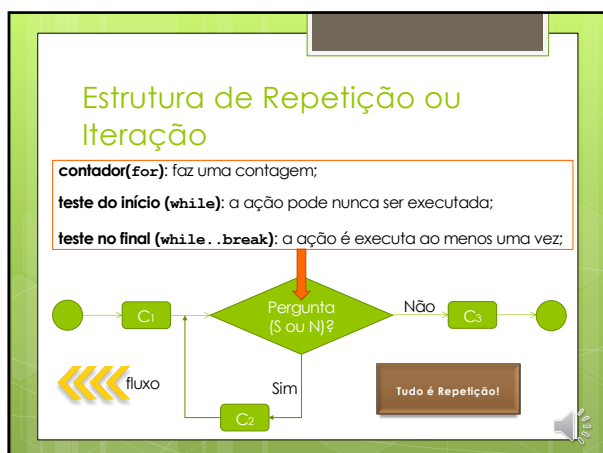 Estrutura de Repetição ou
Iteração
contador(for): faz uma contagem;
teste do início (while): a ação pode nunca ser executada;
teste no final (while..break): a ação é executa ao menos uma vez;
C1
Pergunta
(S ou N)?
Não
C3
fluxo
Sim
Tudo é Repetição!
C2